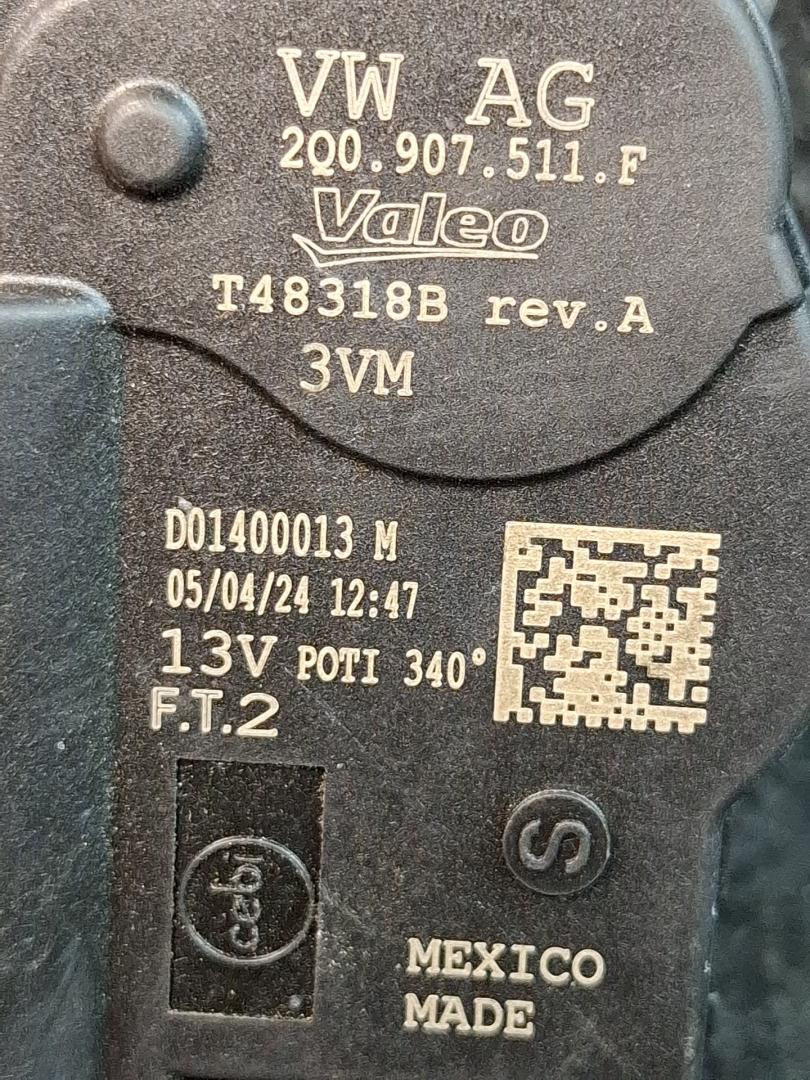 VW AG
2Q0.907.511.F
Valeo
T48318B rev.A
3VM
D01400013 M
05/04/24 12:47
13V POTI 340°
F.T.2
cebi
S
MEXICO
MADE